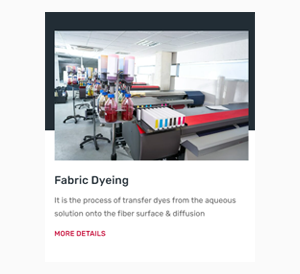 Fabric Dyeing
It is the process of transfer dyes from the aqueous
solution onto the fiber surface & diffusion
MORE DETAILS